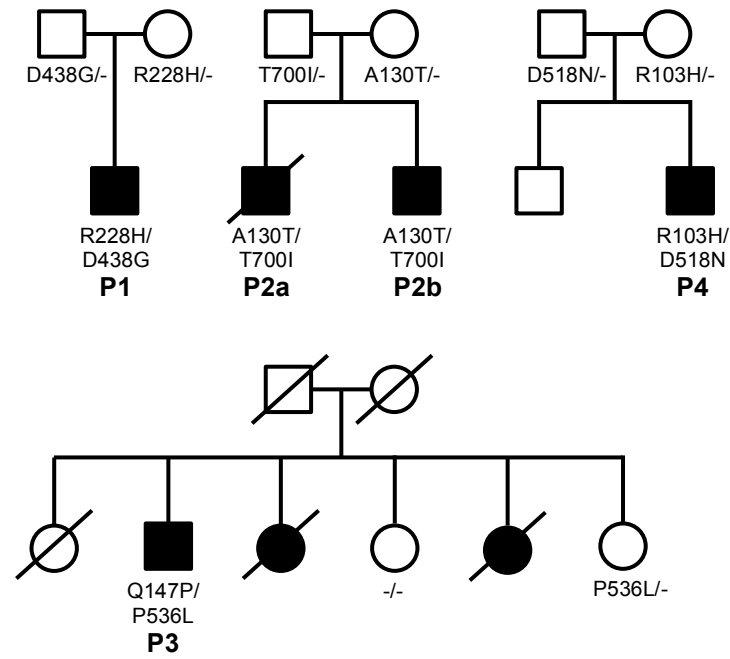 D438G/- R228H/- T700I/- A130T/- D518N/- R103H/-
R228H/ A130T/ A130T/ R103H/
D438G T700I T700I D518N
P1 P2a P2b P4
Q147P/ -/- P536L/-
P536L
P3